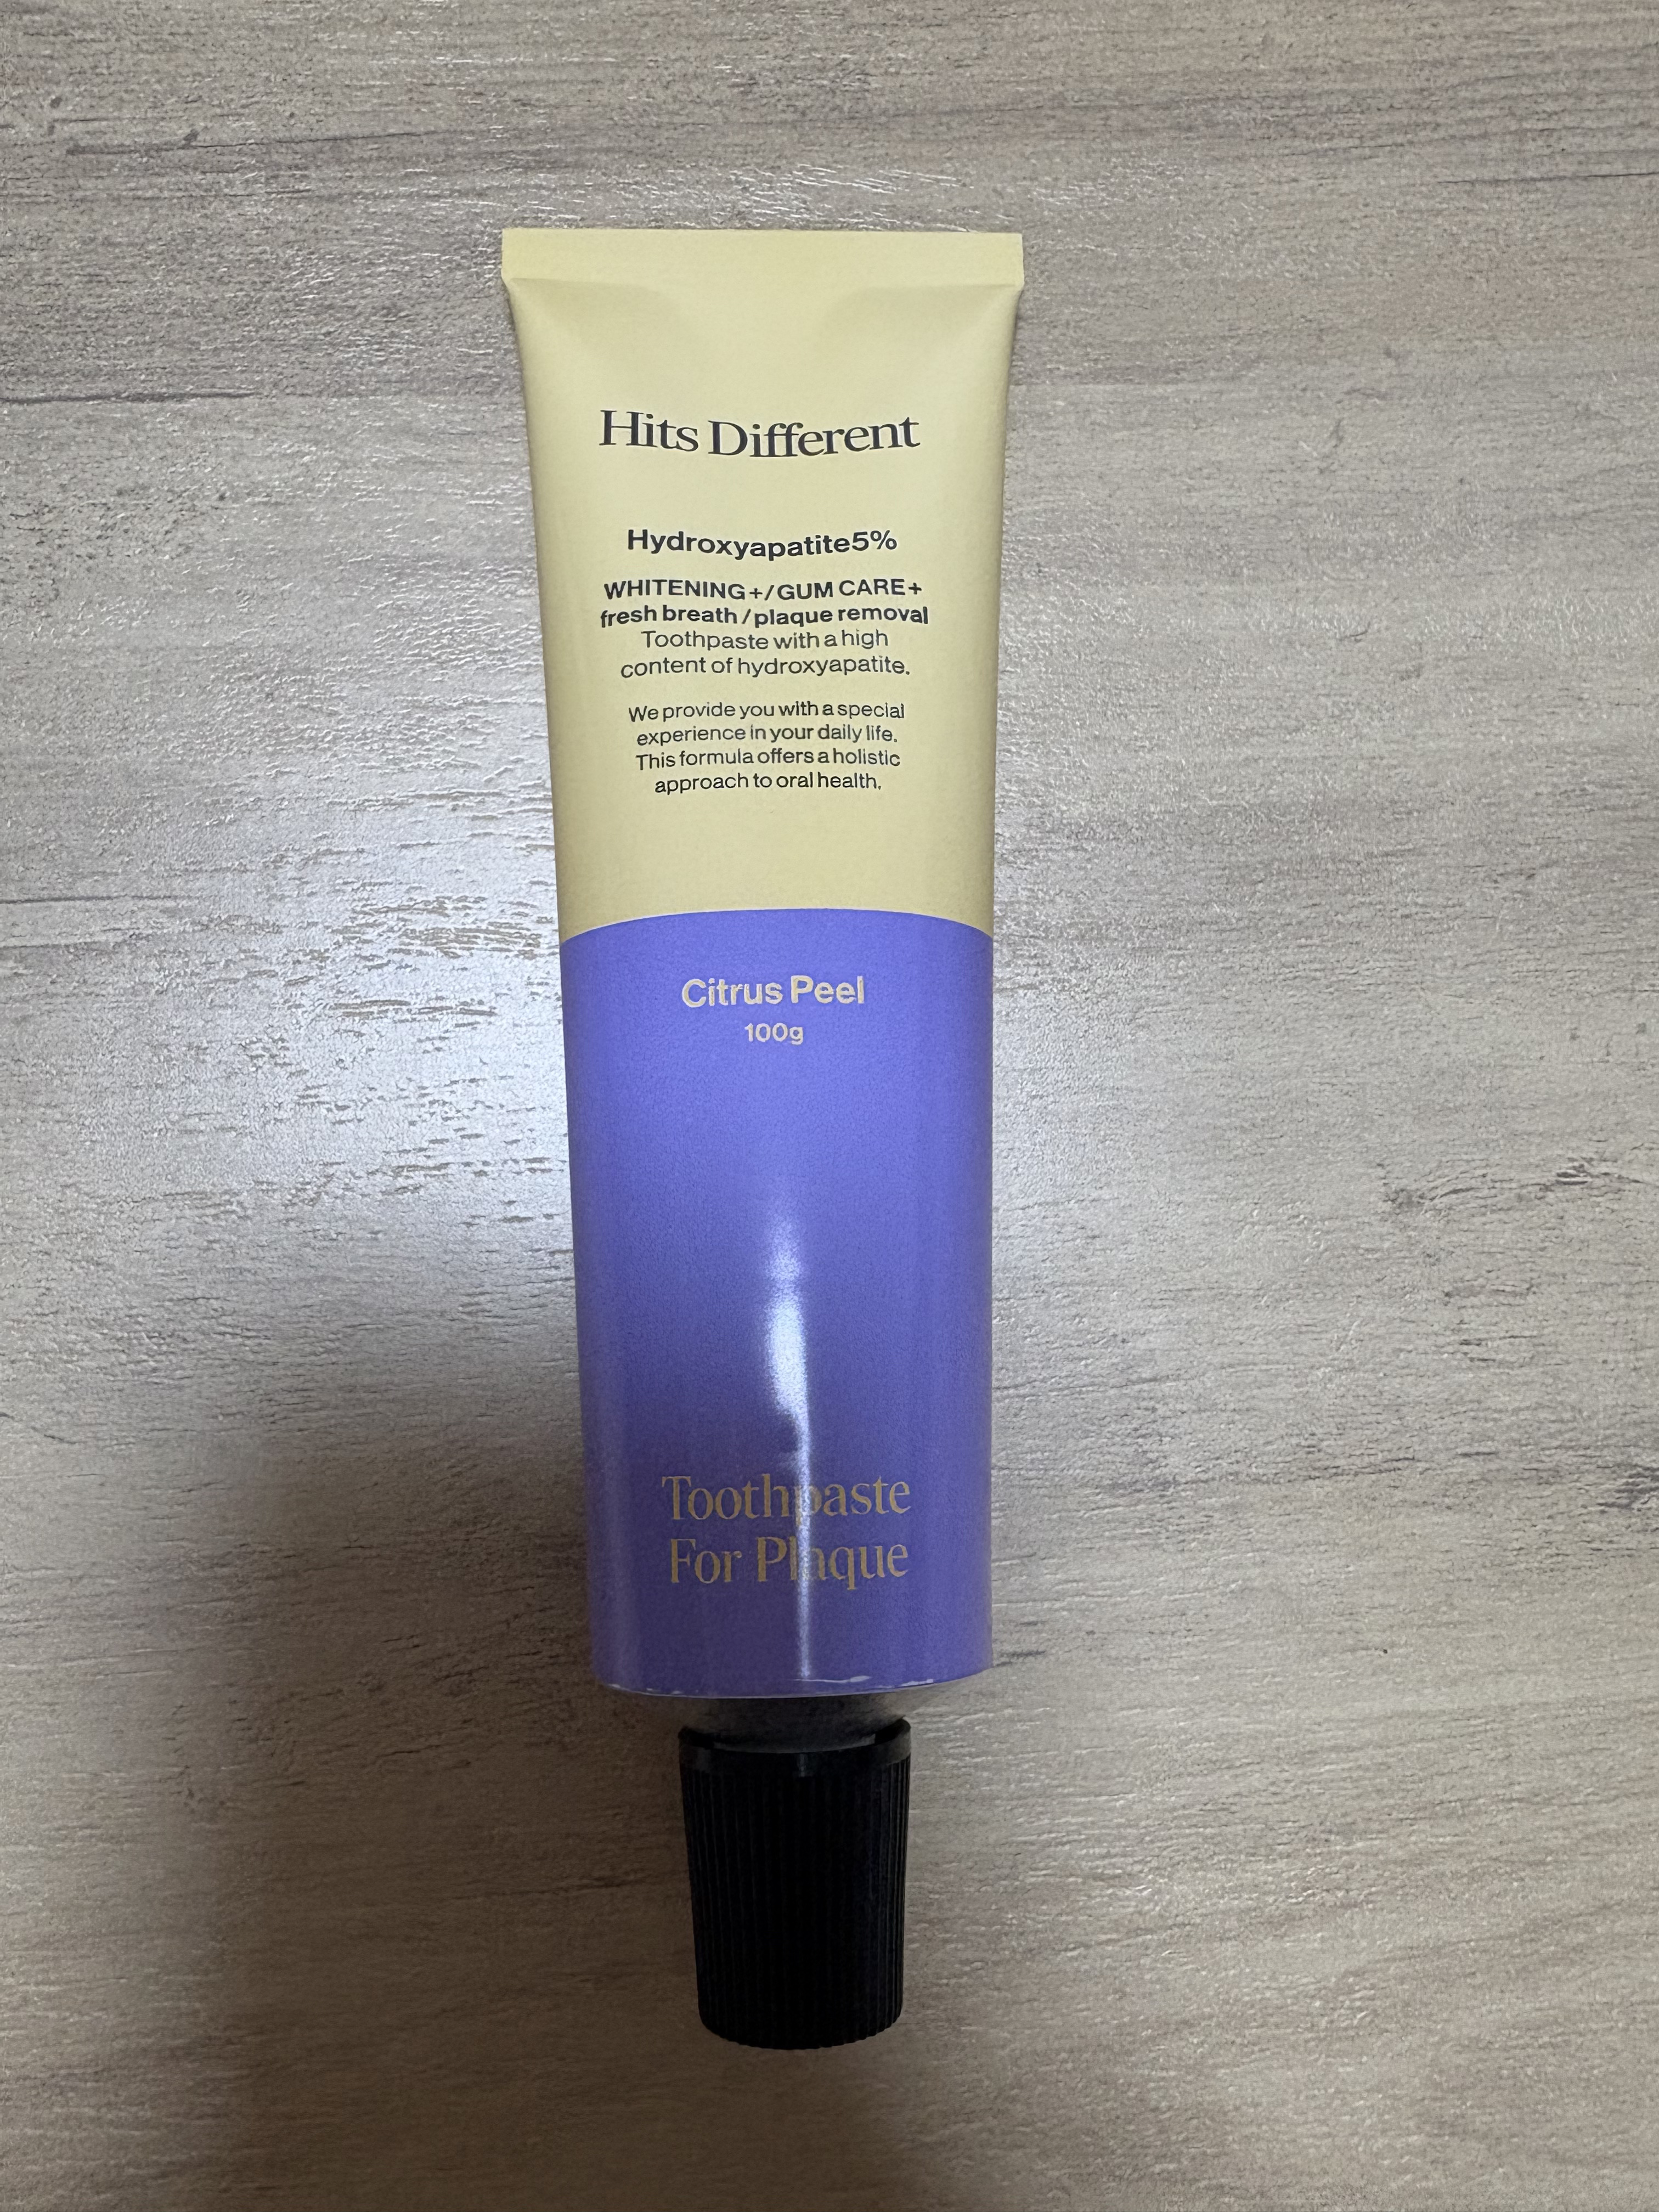 Hits Different
Hydroxyapatite5%
WHITENING+/GUM CARE+
fresh breath/plaque removal
Toothpaste with a high
content of hydroxyapatite.
We provide you with a special
experience in your daily life.
This formula offers a holistic
approach to oral health.
Citrus Peel
100g
Toothpaste
For Plaque